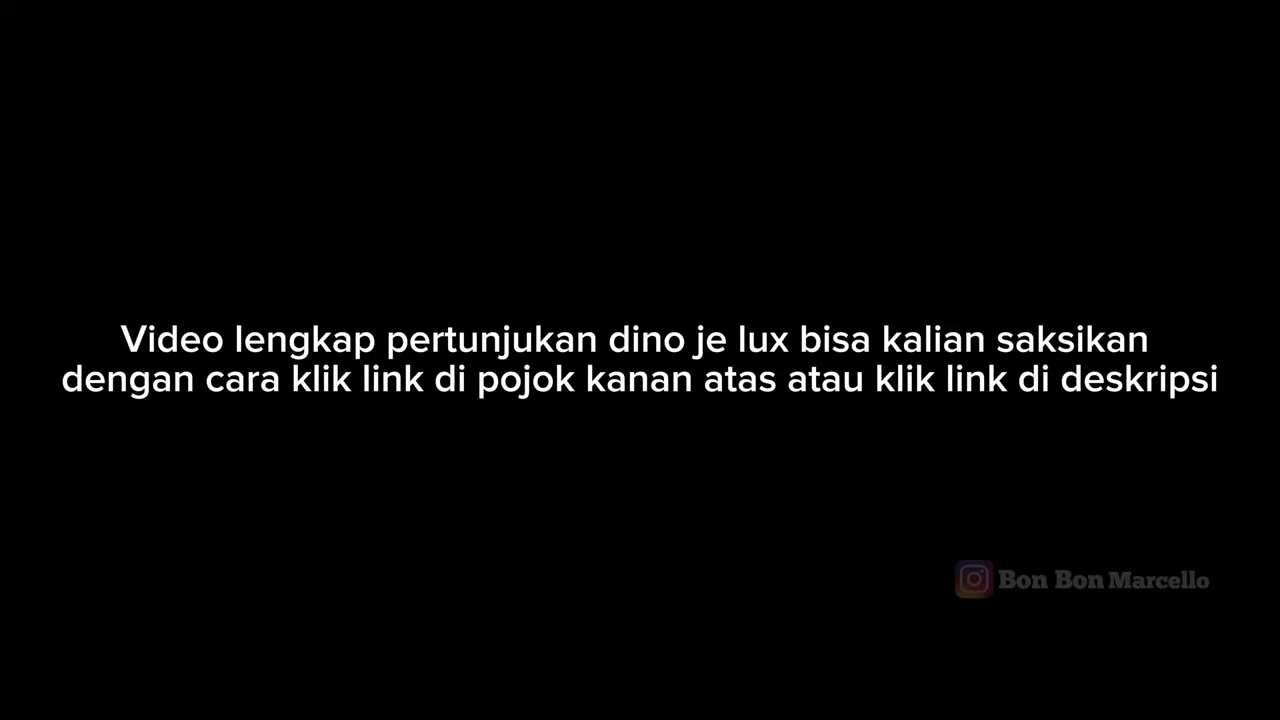 Video lengkap pertunjukan dino je lux bisa kalian saksikan
dengan cara klik link di pojok kanan atas atau klik link di deskripsi
Bon Bon Marcello